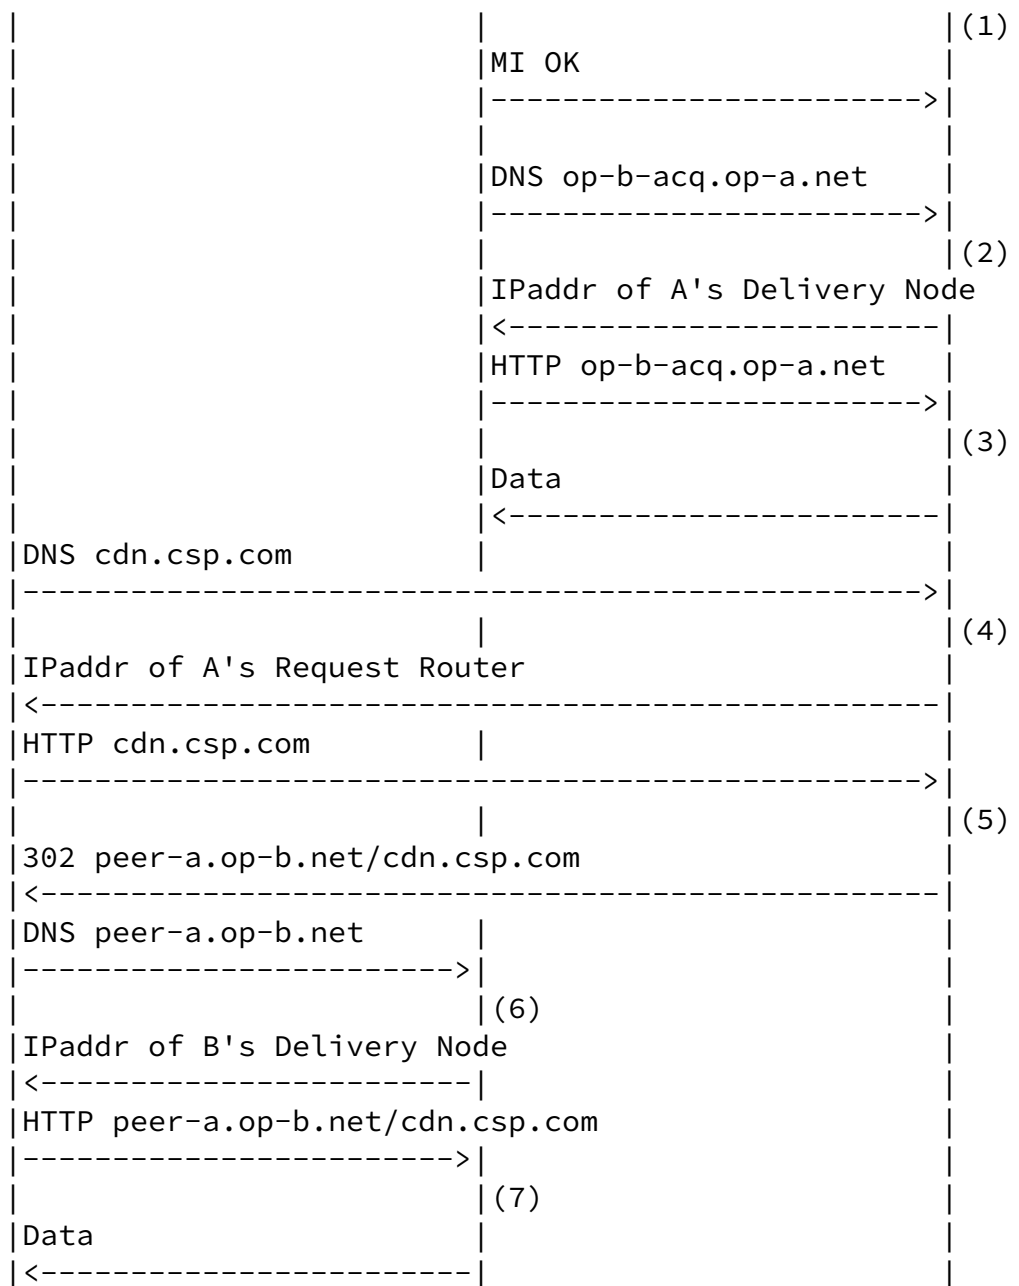 |                         |                         |(1)
|                         |MI OK                    |
|                         |------------------------>|
|                         |                         |
|                         |DNS op-b-acq.op-a.net    |
|                         |------------------------>|
|                         |                         |(2)
|                         |IPaddr of A's Delivery Node
|                         |<------------------------|
|                         |HTTP op-b-acq.op-a.net   |
|                         |------------------------>|
|                         |                         |(3)
|                         |Data                     |
|                         |<------------------------|
|DNS cdn.csp.com          |                         |
|-------------------------------------------------->|
|                         |                         |(4)
|IPaddr of A's Request Router                       |
|<--------------------------------------------------|
|HTTP cdn.csp.com         |                         |
|-------------------------------------------------->|
|                         |                         |(5)
|302 peer-a.op-b.net/cdn.csp.com                    |
|<--------------------------------------------------|
|DNS peer-a.op-b.net      |                         |
|------------------------>|                         |
|                         |(6)                      |
|IPaddr of B's Delivery Node                        |
|<------------------------|                         |
|HTTP peer-a.op-b.net/cdn.csp.com                   |
|------------------------>|                         |
|                         |(7)                      |
|Data                     |                         |
|<------------------------|                         |